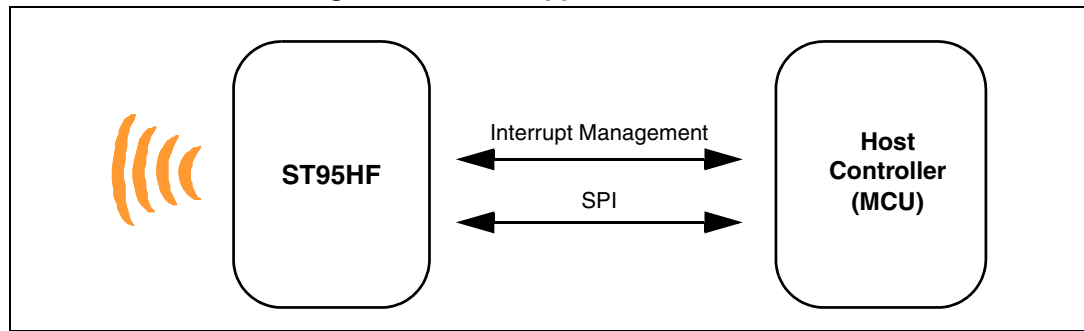 ST95HF
Interrupt Management
SPI
Host
Controller
(MCU)